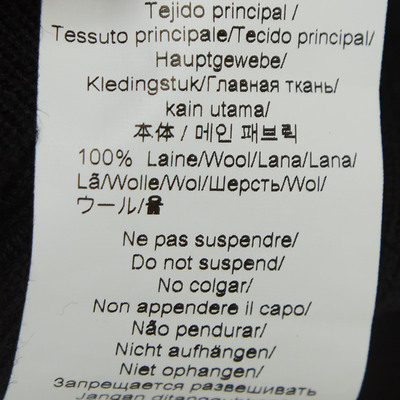 Tejido principal /
Tessuto principale/Tecido principal/
Hauptgewebe/
Kledingstuk/Главная ткань/
kain utama/
本体 / 메인 패브릭
100% Laine/Wool/Lana/Lana/
Lã/Wolle/Wol/Шерсть/Wol/
ウール/울
Ne pas suspendre/
Do not suspend/
No colgar/
Non appendere il capo/
Não pendurar/
Nicht aufhängen/
Niet ophangen/
Запрещается развешивать
Jangan digantungkan